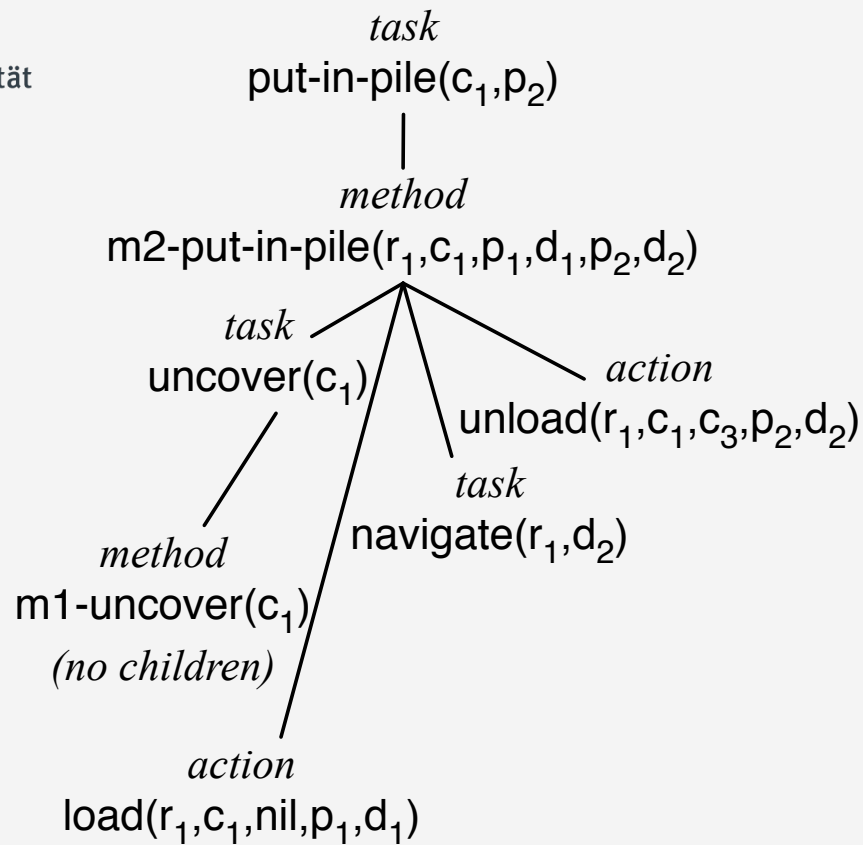 task
tät
put-in-pile(c₁,p₂)
method
m2-put-in-pile(r₁,c₁,p₁,d₁,p₂,d₂)
task
uncover(c₁)
action
unload(r₁,c₁,c₃,p₂,d₂)
task
navigate(r₁,d₂)
method
m1-uncover(c₁)
(no children)
action
load(r₁,c₁,nil,p₁,d₁)